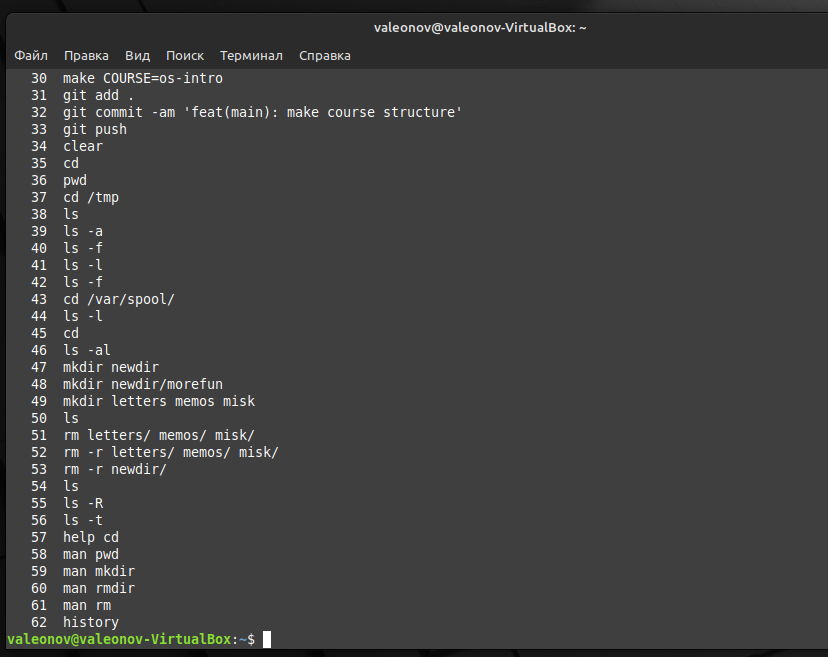 valeonov@valeonov-VirtualBox: ~
Файл Правка Вид Поиск Терминал Справка
30 make COURSE=os-intro
31 git add .
32 git commit -am 'feat(main): make course structure'
33 git push
34 clear
35 cd
36 pwd
37 cd /tmp
38 ls
39 ls -a
40 ls -f
41 ls -l
42 ls -f
43 cd /var/spool/
44 ls -l
45 cd
46 ls -al
47 mkdir newdir
48 mkdir newdir/morefun
49 mkdir letters memos misk
50 ls
51 rm letters/ memos/ misk/
52 rm -r letters/ memos/ misk/
53 rm -r newdir/
54 ls
55 ls -R
56 ls -t
57 help cd
58 man pwd
59 man mkdir
60 man rmdir
61 man rm
62 history
valeonov@valeonov-VirtualBox:~$